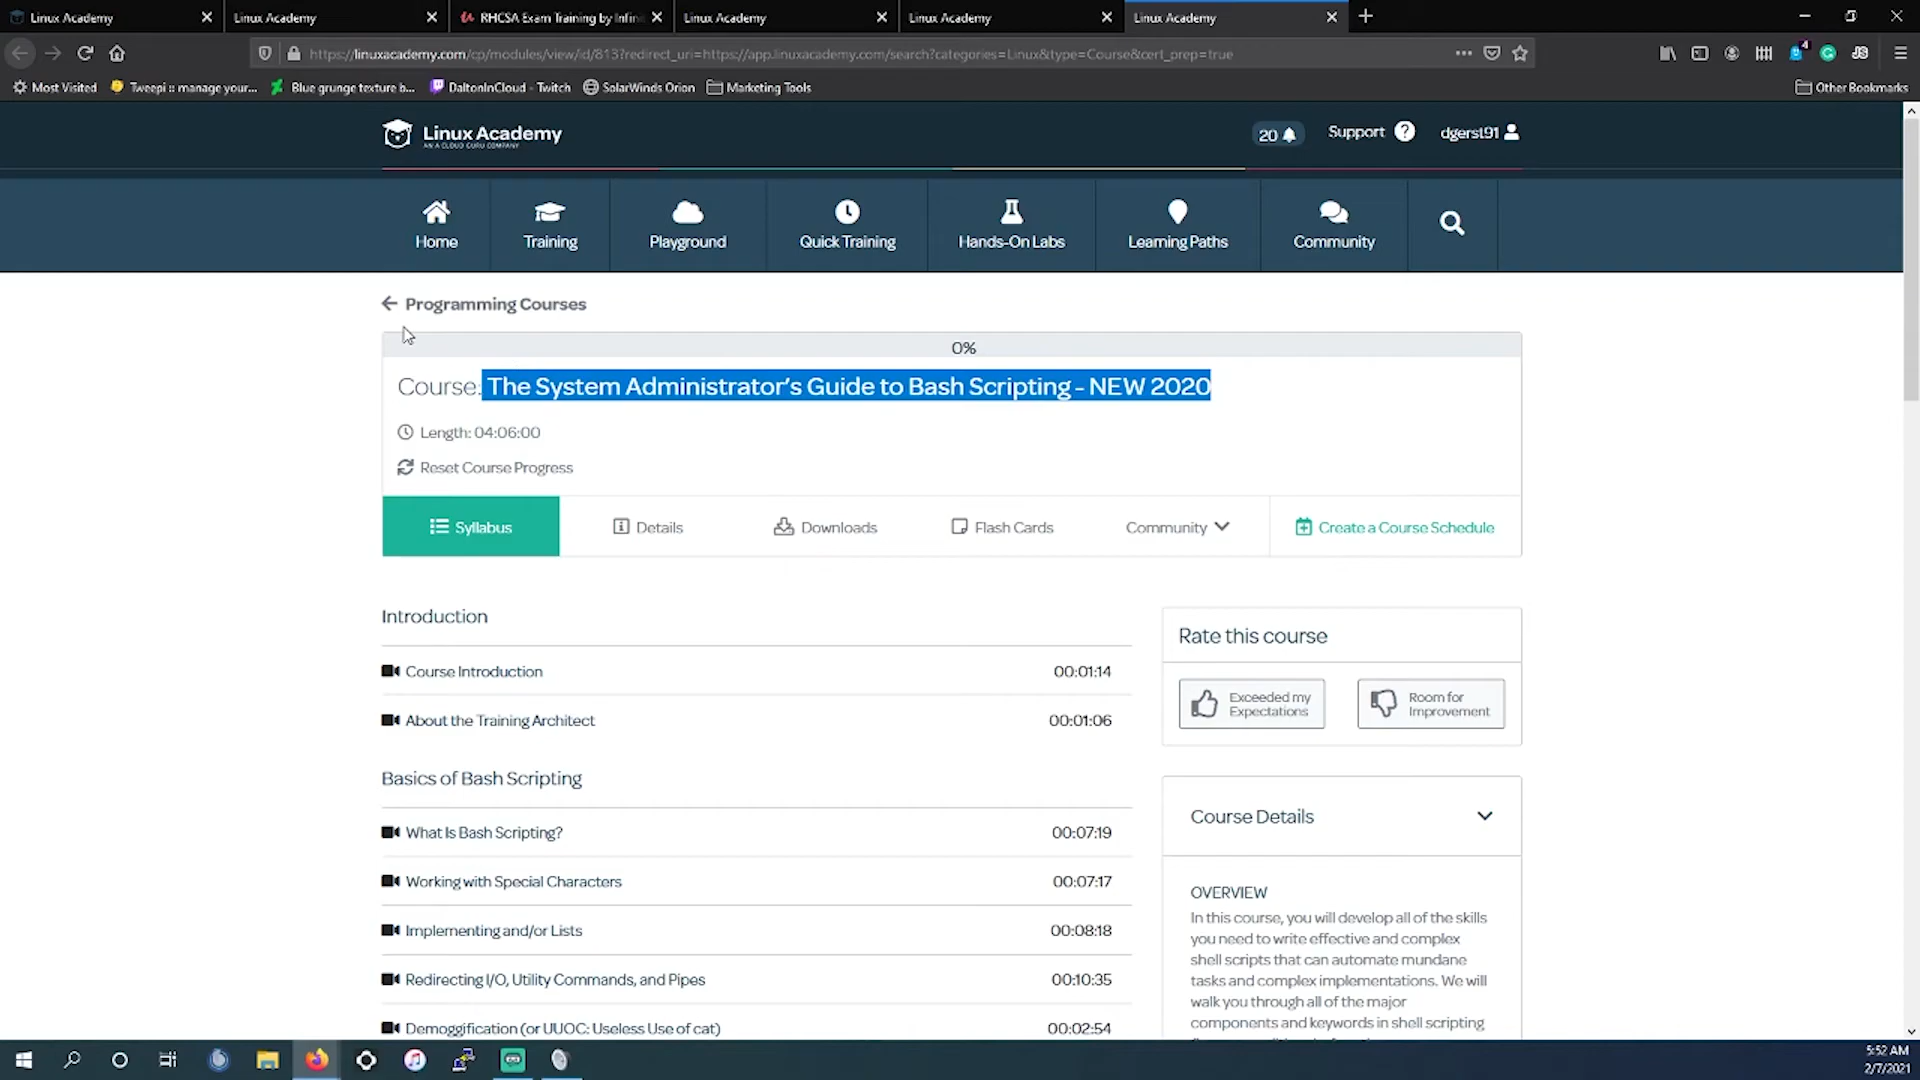 Linux Academy
Linux Academy
RHCSA Exam Training by Infini
Linux Academy
Linux Academy
Linux Academy
https://linuxacademy.com/cp/modules/view/id/813?redirect_uri=https://app.linuxacademy.com/search?categories=Linux&type=Course&cert_prep=true
Most Visited
Tweepi :: manage your...
Blue grunge texture b...
DaltonInCloud - Twitch
SolarWinds Orion
Marketing Tools
Other Bookmarks
Linux Academy
AN A CLOUD GURU COMPANY
20
Support ?
dgerst91
Home
Training
Playground
Quick Training
Hands-On Labs
Learning Paths
Community
Programming Courses
0%
Course: The System Administrator's Guide to Bash Scripting - NEW 2020
Length: 04:06:00
Reset Course Progress
Syllabus
Details
Downloads
Flash Cards
Community
Create a Course Schedule
Introduction
Course Introduction 00:01:14
About the Training Architect 00:01:06
Basics of Bash Scripting
What Is Bash Scripting? 00:07:19
Working with Special Characters 00:07:17
Implementing and/or Lists 00:08:18
Redirecting I/O, Utility Commands, and Pipes 00:10:35
Demoggification (or UUOC: Useless Use of cat) 00:02:54
Rate this course
Exceeded my
Expectations
Room for
Improvement
Course Details
OVERVIEW
In this course, you will develop all of the skills
you need to write effective and complex
shell scripts that can automate mundane
tasks and complex implementations. We will
walk you through all of the major
components and keywords in shell scripting
5:52 AM
2/7/2021